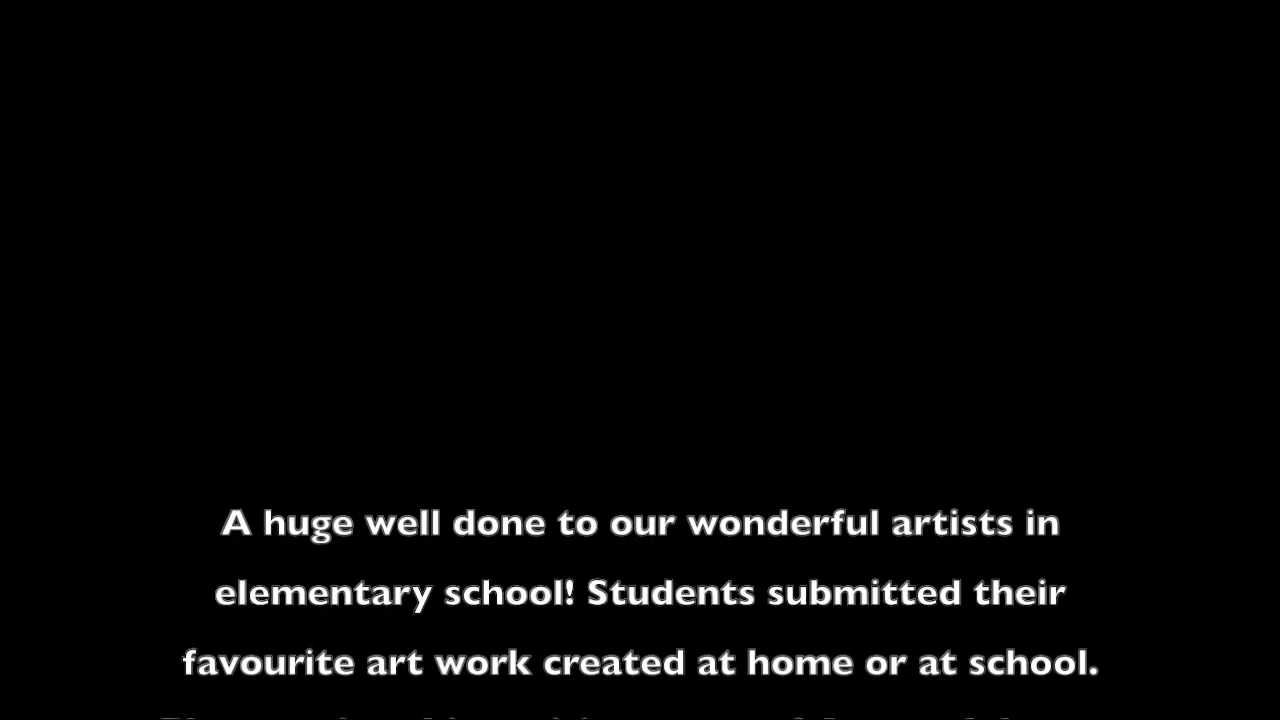 A huge well done to our wonderful artists in
elementary school! Students submitted their
favourite art work created at home or at school.